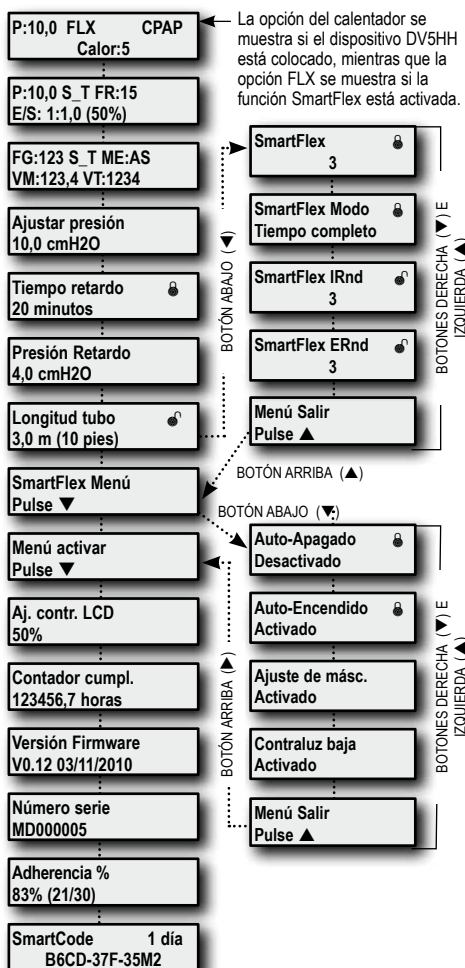 P:10,0 FLX CPAP
Calor:5
La opción del calentador se
muestra si el dispositivo DV5HH
está colocado, mientras que la
opción FLX se muestra si la
función SmartFlex está activada.
P:10,0 S_T FR:15
E/S: 1:1,0 (50%)
FG:123 S_T ME:AS
VM:123,4 VT:1234
Ajustar presión
10,0 cmH2O
Tiempo retardo
20 minutos
Presión Retardo
4,0 cmH2O
Longitud tubo
3,0 m (10 pies)
SmartFlex Menú
Pulse ▼
Menú activar
Pulse ▼
Aj. contr. LCD
50%
Contador cumpl.
123456,7 horas
Versión Firmware
V0.12 03/11/2010
Número serie
MD000005
Adherencia %
83% (21/30)
SmartCode 1 día
B6CD-37F-35M2
BOTÓN ABAJO (▼)
SmartFlex
3
SmartFlex Modo
Tiempo completo
SmartFlex IRnd
3
SmartFlex ERnd
3
Menú Salir
Pulse ▲
BOTONES DERECHA (▼) E
IZQUIERDA (▲)
BOTÓN ARRIBA (▲)
BOTÓN ABAJO (▼)
Auto-Apagado
Desactivado
Auto-Encendido
Activado
Ajuste de másc.
Activado
Contraluz baja
Activado
Menú Salir
Pulse ▲
BOTÓN ARRIBA (▲)
BOTONES DERECHA (▼) E
IZQUIERDA (▲)